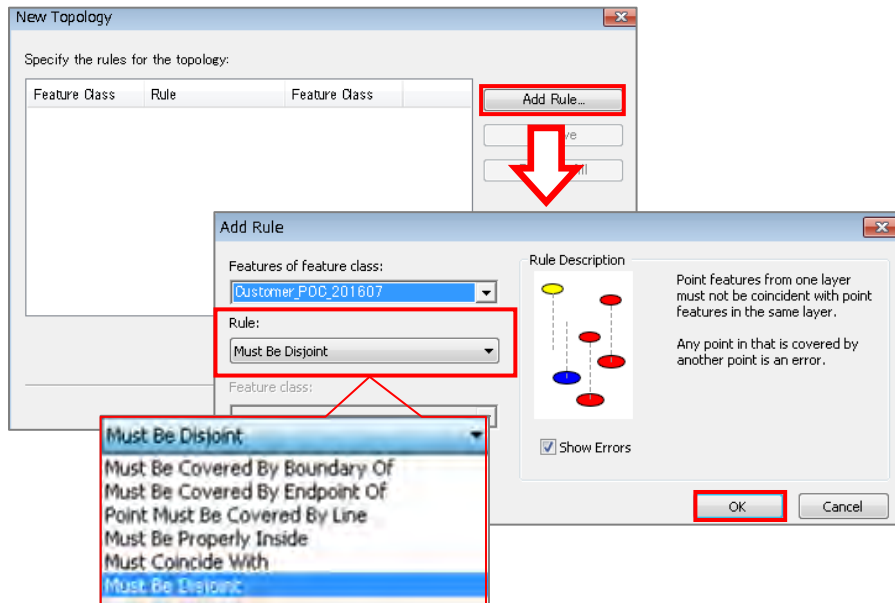 New Topology
Specify the rules for the topology:
Feature Class Rule Feature Class
Add Rule...
Add Rule
Features of feature class:
Customer_POC_201607
Rule:
Must Be Disjoint
Feature class:
Rule Description
Point features from one layer
must not be coincident with point
features in the same layer.
Any point in that is covered by
another point is an error.
Show Errors
OK Cancel
Must Be Disjoint
Must Be Covered By Boundary Of
Must Be Covered By Endpoint Of
Point Must Be Covered By Line
Must Be Properly Inside
Must Coincide With
Must Be Disjoint